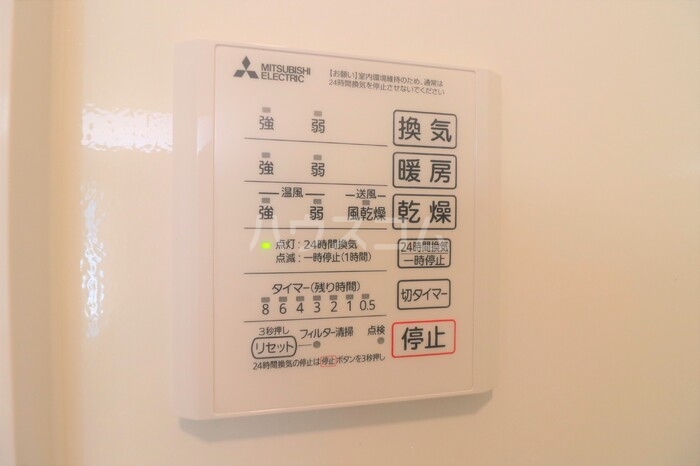 MITSUBISHI
ELECTRIC
【お願い】室内環境維持のため、通常は
24時間換気を停止させないでください
強 弱 換気
強 弱 暖房
温風 送風
強 弱 風乾燥 乾燥
点灯：24時間換気
点滅：一時停止(1時間)
24時間換気
一時停止
タイマー(残り時間)
8 6 4 3 2 1 0.5
切タイマー
3秒押し
リセット フィルター清掃 点検
停止
24時間換気の停止は停止ボタンを3秒押し
ハウスコム